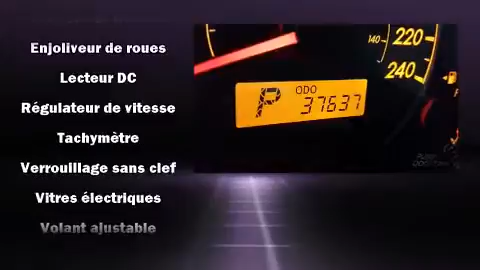 Enjoliveur de roues
Lecteur DC
Régulateur de vitesse
Tachymètre
Verrouillage sans clef
Vitres électriques
Volant ajustable
140
220
240
P
ODO
37637